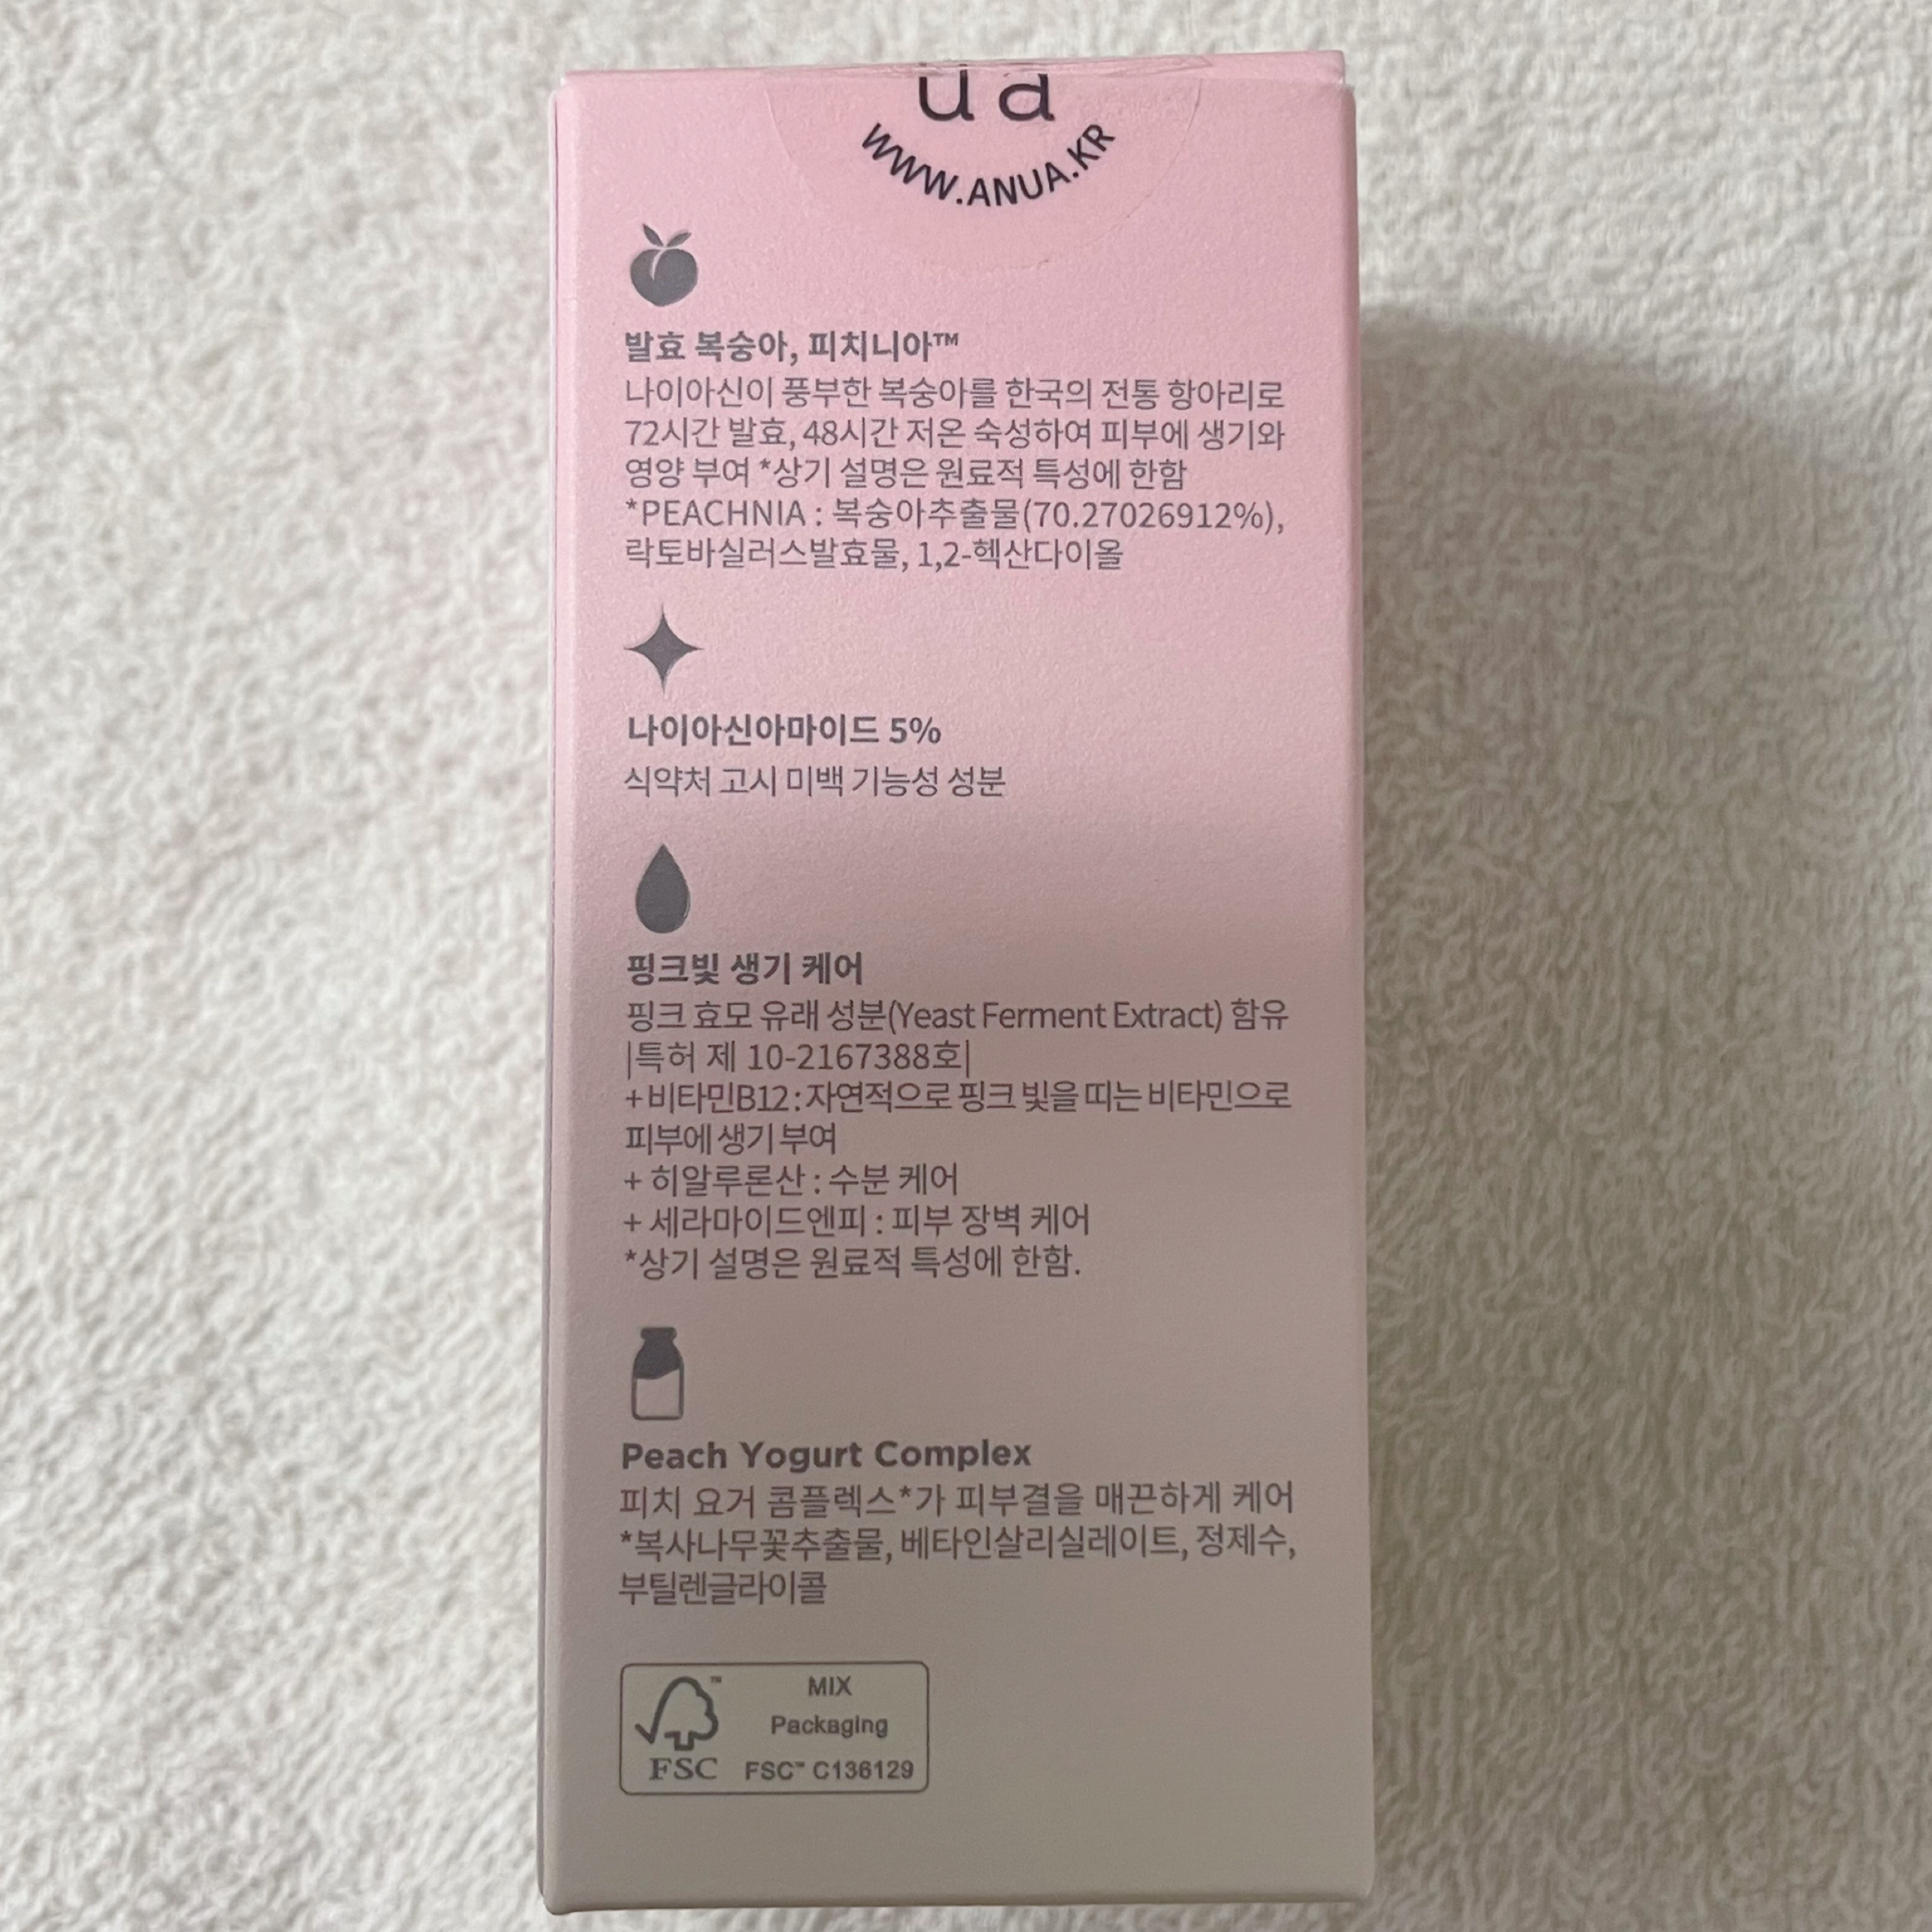 ua
WWW.ANUA.KR
발효 복숭아, 피치니아™
나이아신이 풍부한 복숭아를 한국의 전통 항아리로
72시간 발효, 48시간 저온 숙성하여 피부에 생기와
영양 부여 *상기 설명은 원료적 특성에 한함
*PEACHNIA : 복숭아추출물(70.27026912%),
락토바실러스발효물, 1,2-헥산다이올
나이아신아마이드 5%
식약처 고시 미백 기능성 성분
핑크빛 생기 케어
핑크 효모 유래 성분(Yeast Ferment Extract) 함유
|특허 제 10-2167388호|
+비타민B12 : 자연적으로 핑크 빛을 띠는 비타민으로
피부에 생기 부여
+ 히알루론산 : 수분 케어
+ 세라마이드엔피 : 피부 장벽 케어
*상기 설명은 원료적 특성에 한함.
Peach Yogurt Complex
피치 요거 콤플렉스*가 피부결을 매끈하게 케어
*복사나무꽃추출물, 베타인살리실레이트, 정제수,
부틸렌글라이콜
MIX
Packaging
FSC™ C136129
FSC
™